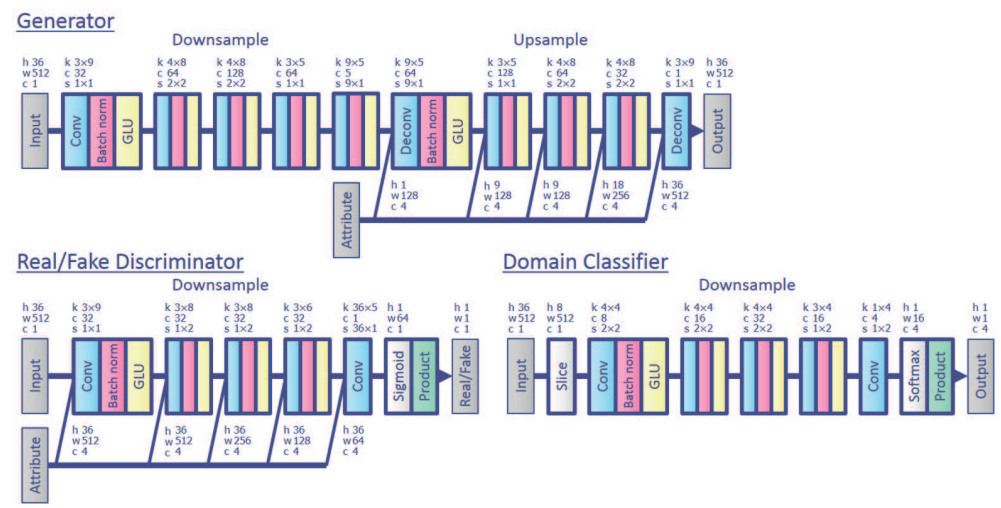 Generator
Downsample
Upsample
h 36
w 512
c 1
k 3×9
c 32
s 1×1
k 4×8
c 64
s 2×2
k 4×8
c 128
s 2×2
k 3×5
c 64
s 1×1
k 9×5
c 5
s 9×1
k 9×5
c 64
s 9×1
k 3×5
c 128
s 1×1
k 4×8
c 64
s 2×2
k 4×8
c 32
s 2×2
k 3×9
c 1
s 1×1
h 36
w 512
c 1
Input
Conv
Batch norm
GLU
Deconv
Batch norm
GLU
Deconv
Output
Attribute
h 1
w 128
c 4
h 9
w 128
c 4
h 9
w 128
c 4
h 18
w 256
c 4
h 36
w 512
c 4
Real/Fake Discriminator
Downsample
h 36
w 512
c 1
k 3×9
c 32
s 1×1
k 3×8
c 32
s 1×2
k 3×8
c 32
s 1×2
k 3×6
c 32
s 1×2
k 36×5
c 1
s 36×1
h 1
w 64
c 1
h 1
w 1
c 1
Input
Conv
Batch norm
GLU
Conv
Sigmoid
Product
Real/Fake
Attribute
h 36
w 512
c 4
h 36
w 512
c 4
h 36
w 256
c 4
h 36
w 128
c 4
h 36
w 64
c 4
Domain Classifier
Downsample
h 36
w 512
c 1
h 8
w 512
c 1
k 4×4
c 8
s 2×2
k 4×4
c 16
s 2×2
k 4×4
c 32
s 2×2
k 3×4
c 16
s 1×2
k 1×4
c 4
s 1×2
h 1
w 16
c 4
h 1
w 1
c 4
Input
Slice
Conv
Batch norm
GLU
Conv
Softmax
Product
Output